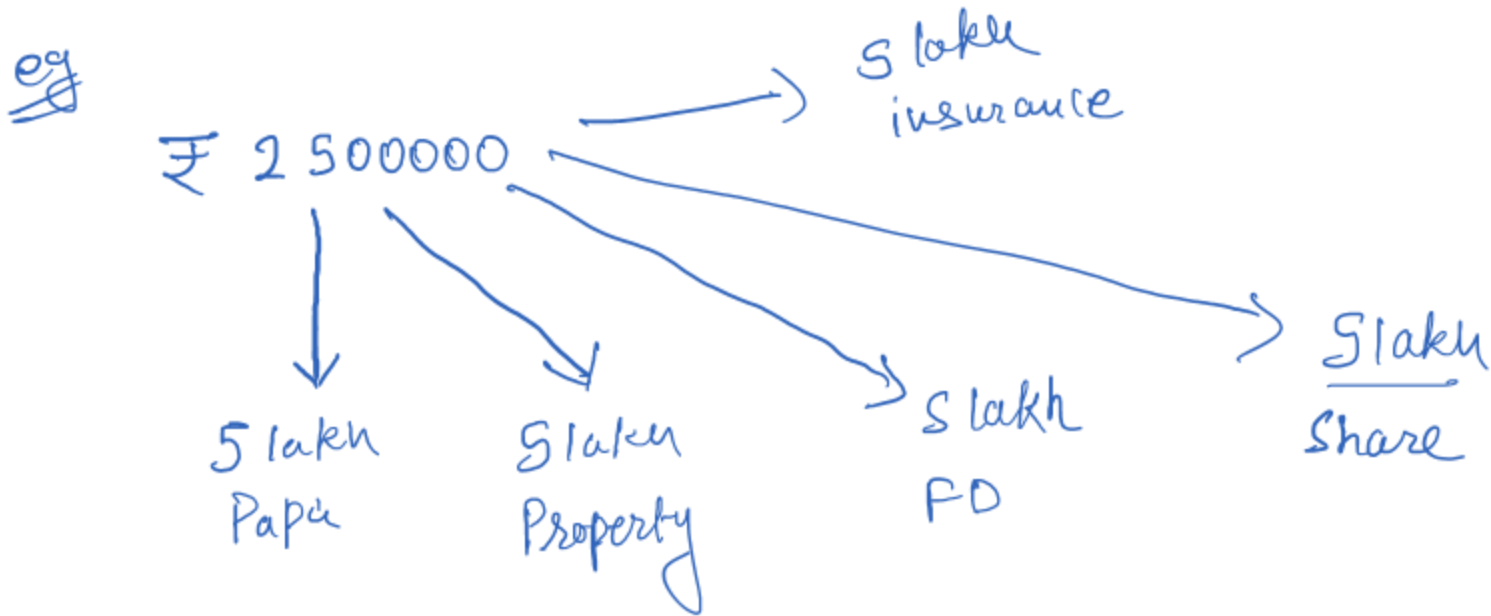 eg
₹ 2500000
5 lakh
insurance
5 lakh
Papa
5 lakh
Property
5 lakh
FD
5 lakh
Share